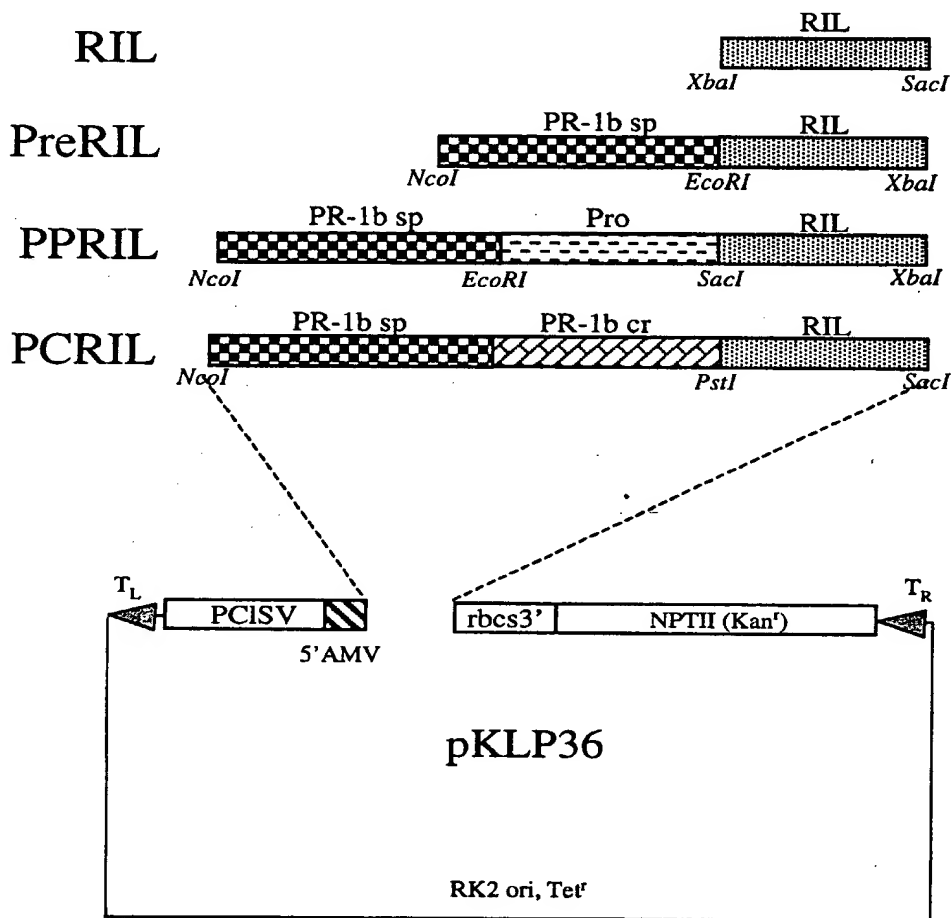 RIL
RIL
XbaI
SacI
PreRIL
PR-1b sp
RIL
NcoI
EcoRI
XbaI
PPRIL
PR-1b sp
Pro
RIL
NcoI
EcoRI
SacI
XbaI
PCRIL
PR-1b sp
PR-1b cr
RIL
NcoI
PstI
SacI
TL
PClSV
5'AMV
rbcs3'
NPTII (Kanʳ)
TR
pKLP36
RK2 ori, Tetʳ